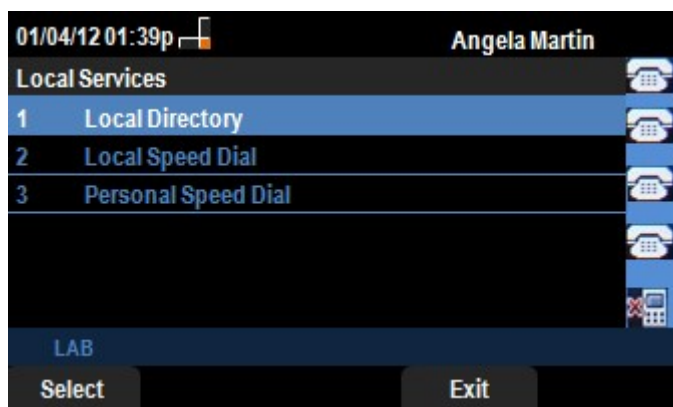 01/04/12 01:39p Angela Martin
Local Services
1 Local Directory
2 Local Speed Dial
3 Personal Speed Dial
LAB
Select Exit